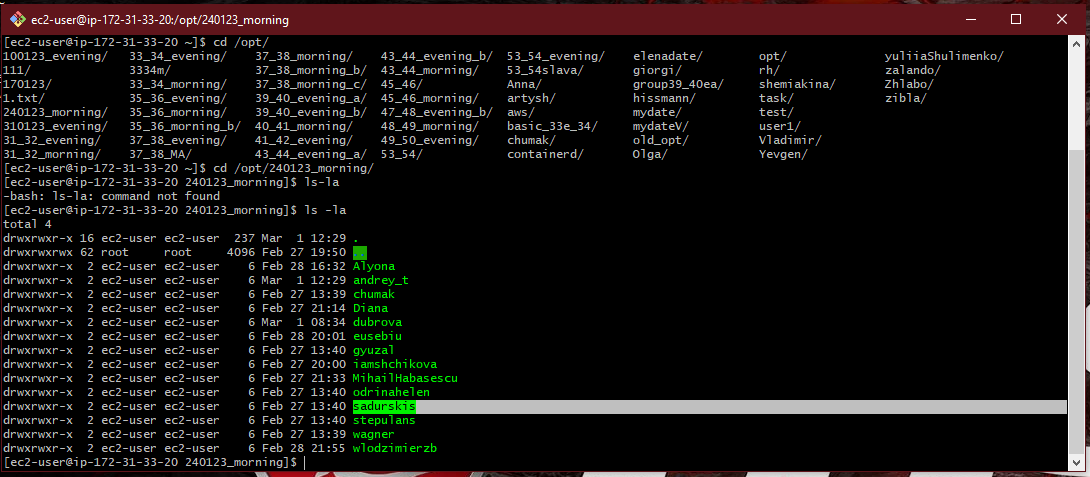 ec2-user@ip-172-31-33-20:/opt/240123_morning
[ec2-user@ip-172-31-33-20 ~]$ cd /opt/
100123_evening/  33_34_evening/   37_38_morning/    43_44_evening_b/  53_54_evening/  elenadate/     opt/         yuliiaShulimenko/
111/             3334m/           37_38_morning_b/  43_44_morning/    53_54slava/     giorgi/        rh/          zalando/
170123/          33_34_morning/   37_38_morning_c/  45_46/            Anna/           group39_40ea/  shemiakina/  Zhlabo/
1.txt/           35_36_evening/   39_40_evening_a/  45_46_morning/    artysh/         hissmann/      task/        zibla/
240123_morning/  35_36_morning/   39_40_evening_b/  47_48_evening_b/  aws/            mydate/        test/
310123_evening/  35_36_morning_b/ 40_41_morning/    48_49_morning/    basic_33e_34/   mydateV/       user1/
31_32_evening/   37_38_evening/   41_42_evening/    49_50_evening/    chumak/         old_opt/       Vladimir/
31_32_morning/   37_38_MA/        43_44_evening_a/  53_54/            containerd/     Olga/          Yevgen/
[ec2-user@ip-172-31-33-20 ~]$ cd /opt/240123_morning/
[ec2-user@ip-172-31-33-20 240123_morning]$ ls-la
-bash: ls-la: command not found
[ec2-user@ip-172-31-33-20 240123_morning]$ ls -la
total 4
drwxrwxr-x 16 ec2-user ec2-user  237 Mar  1 12:29 .
drwxrwxrwx 62 root     root     4096 Feb 27 19:50 ..
drwxrwxr-x  2 ec2-user ec2-user    6 Feb 28 16:32 Alyona
drwxrwxr-x  2 ec2-user ec2-user    6 Mar  1 12:29 andrey_t
drwxrwxr-x  2 ec2-user ec2-user    6 Feb 27 13:39 chumak
drwxrwxr-x  2 ec2-user ec2-user    6 Feb 27 21:14 Diana
drwxrwxr-x  2 ec2-user ec2-user    6 Mar  1 08:34 dubrova
drwxrwxr-x  2 ec2-user ec2-user    6 Feb 28 20:01 eusebiu
drwxrwxr-x  2 ec2-user ec2-user    6 Feb 27 13:40 gyuzal
drwxrwxr-x  2 ec2-user ec2-user    6 Feb 27 20:00 iamshchikova
drwxrwxr-x  2 ec2-user ec2-user    6 Feb 27 21:33 MihailHabasescu
drwxrwxr-x  2 ec2-user ec2-user    6 Feb 27 13:40 odrinahelen
drwxrwxr-x  2 ec2-user ec2-user    6 Feb 27 13:40 sadurskis
drwxrwxr-x  2 ec2-user ec2-user    6 Feb 27 13:40 stepulans
drwxrwxr-x  2 ec2-user ec2-user    6 Feb 27 13:39 wagner
drwxrwxr-x  2 ec2-user ec2-user    6 Feb 28 21:55 wlodzimierzb
[ec2-user@ip-172-31-33-20 240123_morning]$